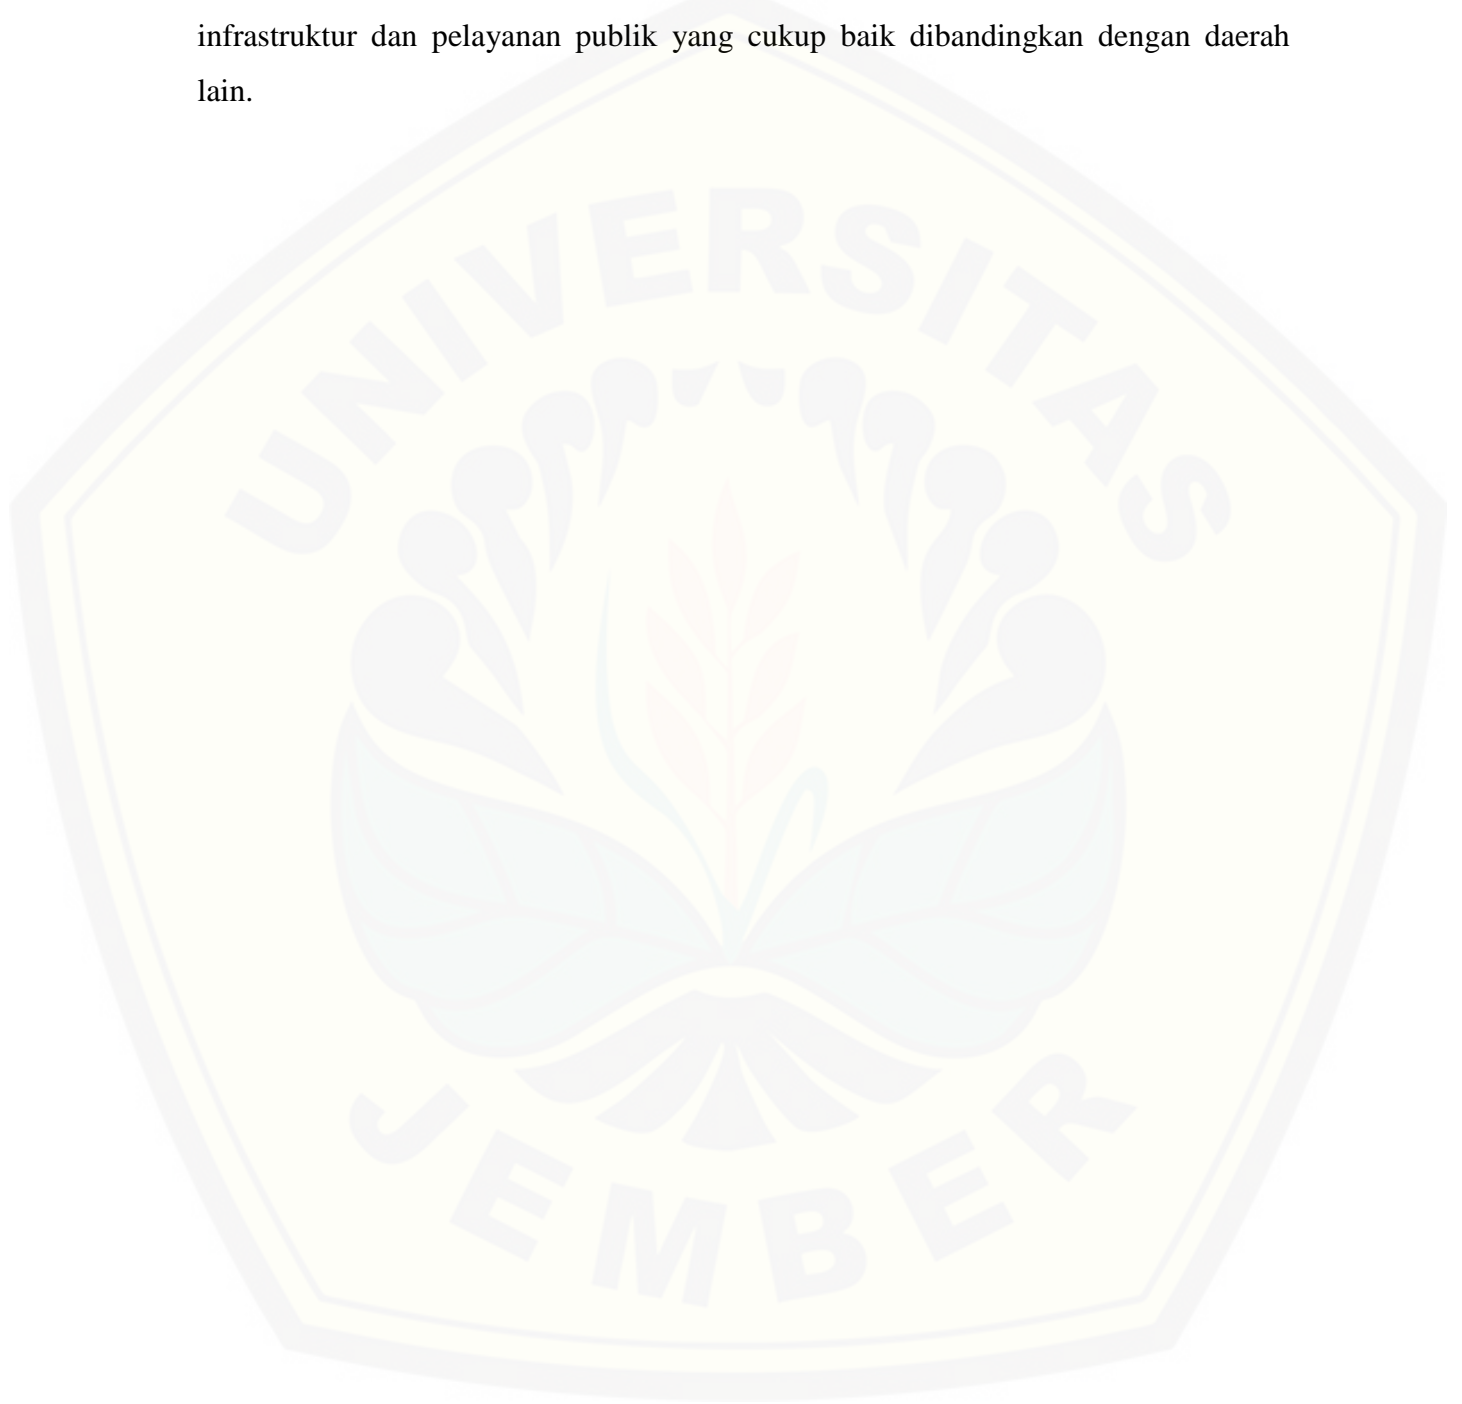 infrastruktur dan pelayanan publik yang cukup baik dibandingkan dengan daerah
lain.
UNIVERSITAS
JEMBER